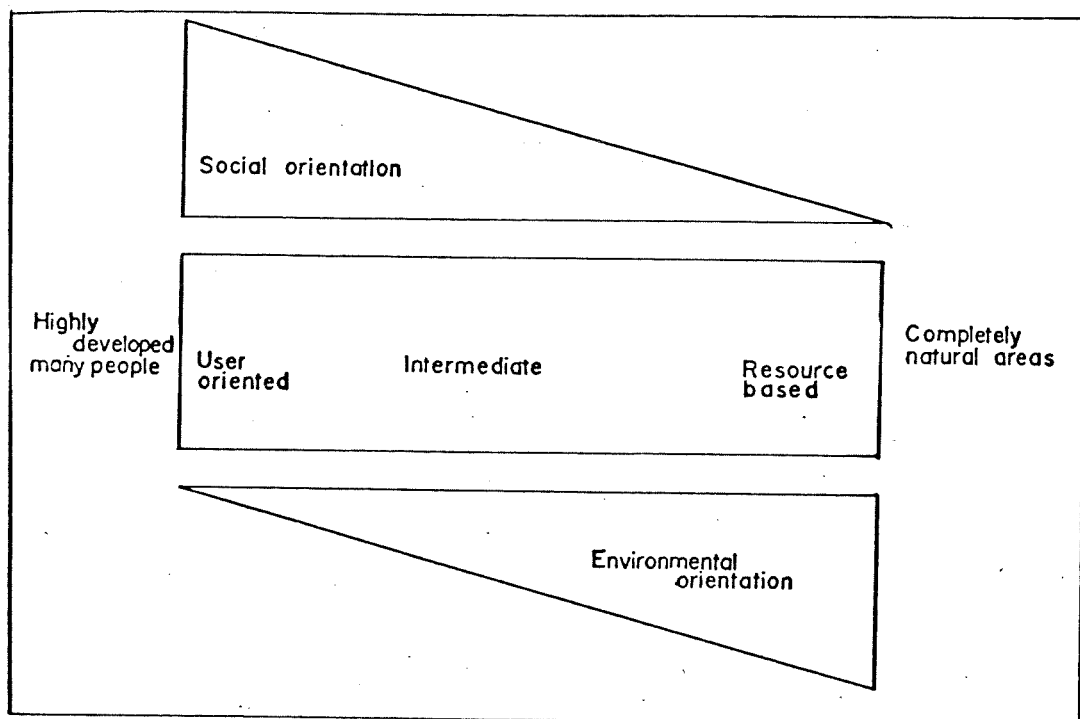 Social orientation
Highly
developed
many people
User
oriented
Intermediate
Resource
based
Completely
natural areas
Environmental
orientation